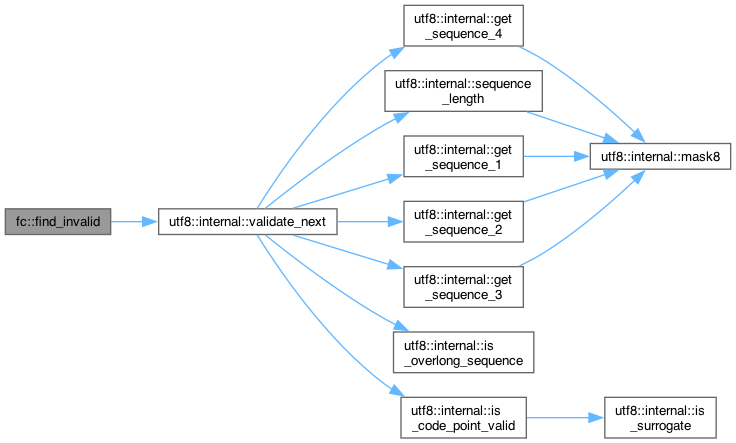 utf8::internal::get
_sequence_4
utf8::internal::sequence
_length
utf8::internal::get
_sequence_1
utf8::internal::mask8
fc::find_invalid
utf8::internal::validate_next
utf8::internal::get
_sequence_2
utf8::internal::get
_sequence_3
utf8::internal::is
_overlong_sequence
utf8::internal::is
_code_point_valid
utf8::internal::is
_surrogate